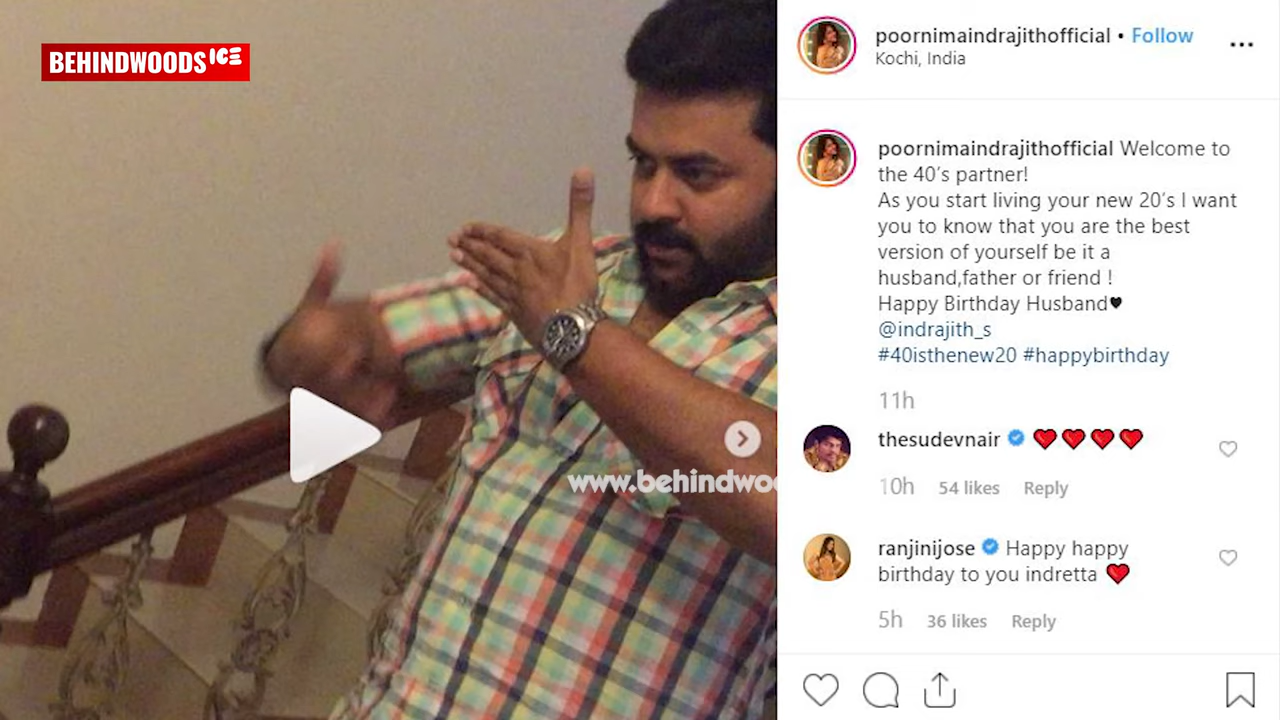 BEHINDWOODS ICE
www.behindwoo
poornimaindrajithofficial • Follow
Kochi, India
poornimaindrajithofficial Welcome to
the 40's partner!
As you start living your new 20's I want
you to know that you are the best
version of yourself be it a
husband,father or friend !
Happy Birthday Husband♥
@indrajith_s
#40isthenew20 #happybirthday
11h
thesudevnair ❤❤❤❤
10h 54 likes Reply
ranjinijose Happy happy
birthday to you indretta ❤
5h 36 likes Reply